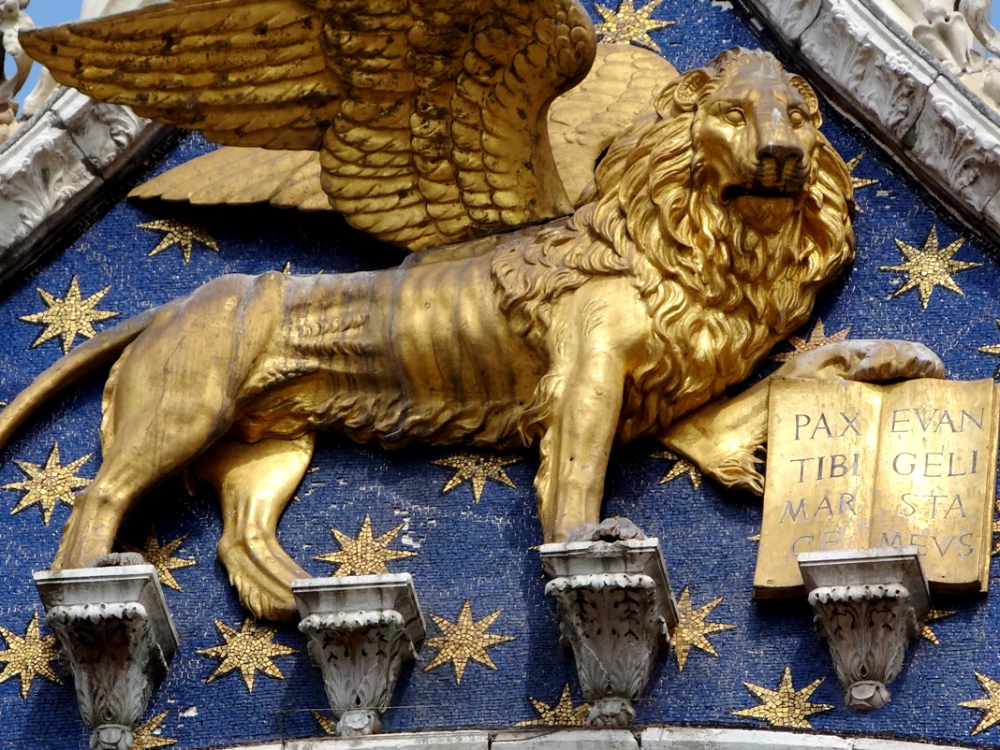 PAX
TIBI
MAR
CE
EVAN
GELI
STA
MEVS